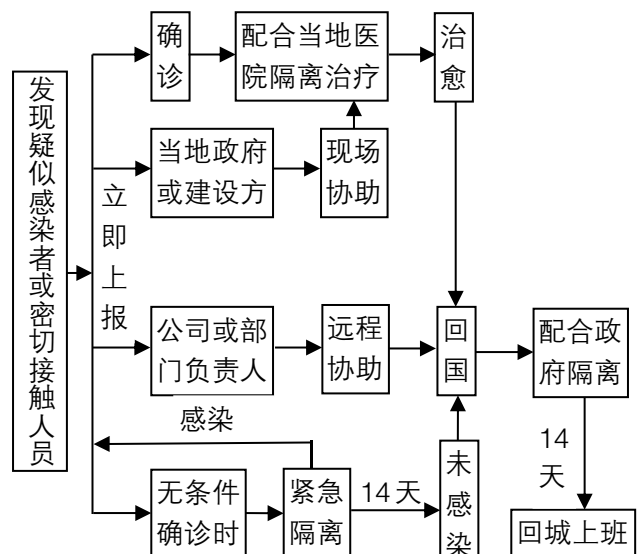 发现疑似感染者或密切接触人员
立即上报
确诊
配合当地医
院隔离治疗
治愈
当地政府
或建设方
现场
协助
公司或部
门负责人
远程
协助
回国
配合政
府隔离
感染
无条件
确诊时
紧急
隔离
14天
未感染
14
天
回城上班